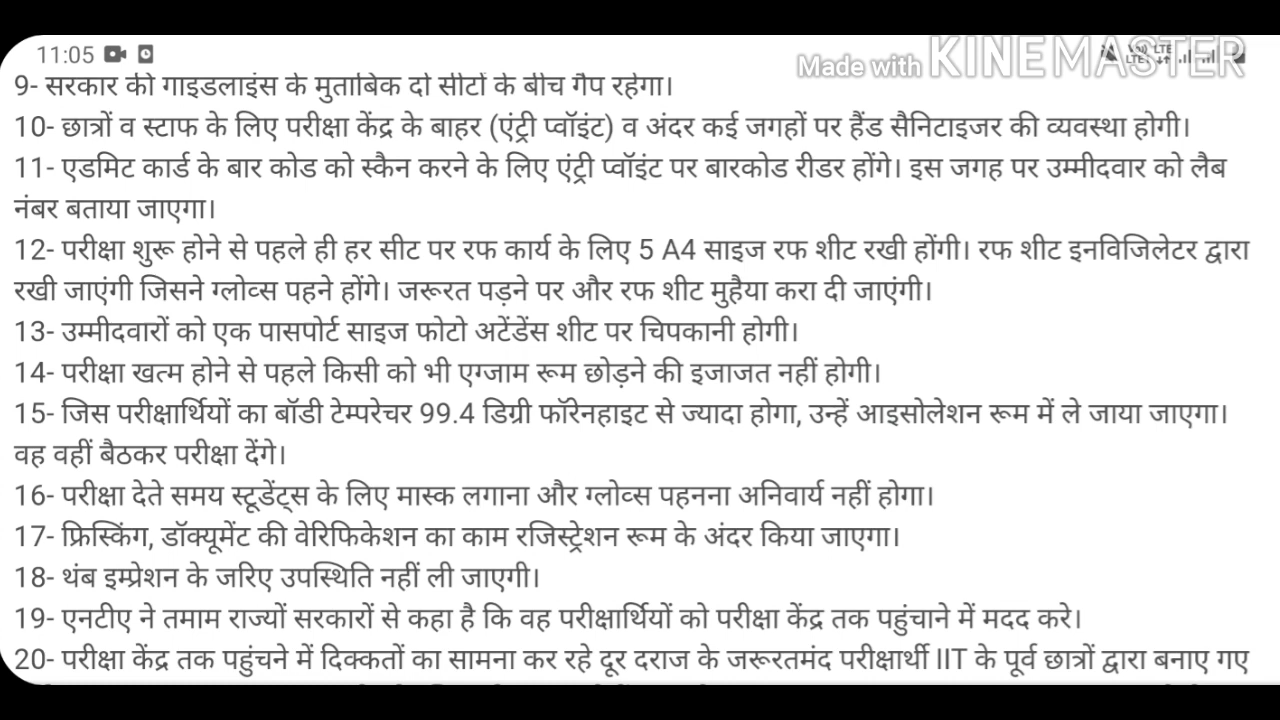 11:05
Made with KINEMASTER
9- सरकार की गाइडलाइंस के मुताबिक दो सीटों के बीच गैप रहेगा।
10- छात्रों व स्टाफ के लिए परीक्षा केंद्र के बाहर (एंट्री प्वॉइंट) व अंदर कई जगहों पर हैंड सैनिटाइजर की व्यवस्था होगी।
11- एडमिट कार्ड के बार कोड को स्कैन करने के लिए एंट्री प्वॉइंट पर बारकोड रीडर होंगे। इस जगह पर उम्मीदवार को लैब
नंबर बताया जाएगा।
12- परीक्षा शुरू होने से पहले ही हर सीट पर रफ कार्य के लिए 5 A4 साइज रफ शीट रखी होंगी। रफ शीट इनविजिलेटर द्वारा
रखी जाएंगी जिसने ग्लोव्स पहने होंगे। जरूरत पड़ने पर और रफ शीट मुहैया करा दी जाएंगी।
13- उम्मीदवारों को एक पासपोर्ट साइज फोटो अटेंडेंस शीट पर चिपकानी होगी।
14- परीक्षा खत्म होने से पहले किसी को भी एग्जाम रूम छोड़ने की इजाजत नहीं होगी।
15- जिस परीक्षार्थियों का बॉडी टेम्परेचर 99.4 डिग्री फॉरेनहाइट से ज्यादा होगा, उन्हें आइसोलेशन रूम में ले जाया जाएगा।
वह वहीं बैठकर परीक्षा देंगे।
16- परीक्षा देते समय स्टूडेंट्स के लिए मास्क लगाना और ग्लोव्स पहनना अनिवार्य नहीं होगा।
17- फ्रिस्किंग, डॉक्यूमेंट की वेरिफिकेशन का काम रजिस्ट्रेशन रूम के अंदर किया जाएगा।
18- थंब इम्प्रेशन के जरिए उपस्थिति नहीं ली जाएगी।
19- एनटीए ने तमाम राज्यों सरकारों से कहा है कि वह परीक्षार्थियों को परीक्षा केंद्र तक पहुंचाने में मदद करे।
20- परीक्षा केंद्र तक पहुंचने में दिक्कतों का सामना कर रहे दूर दराज के जरूरतमंद परीक्षार्थी IIT के पूर्व छात्रों द्वारा बनाए गए